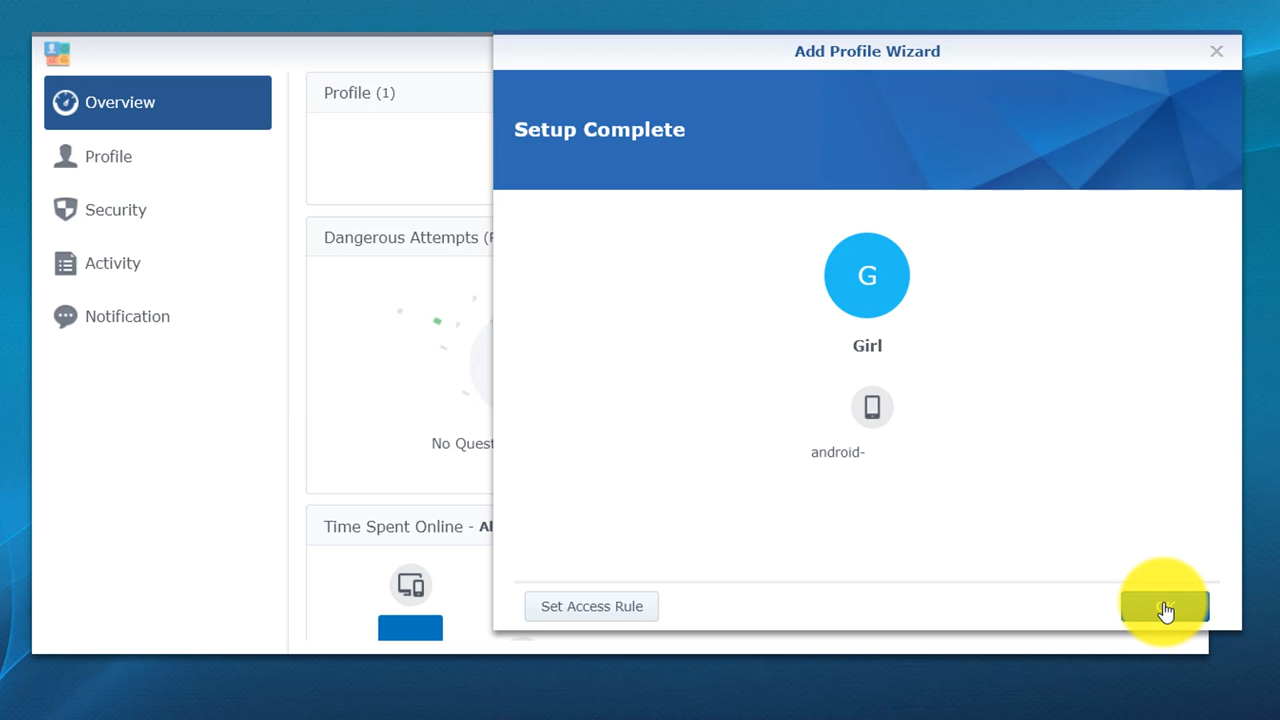 Add Profile Wizard
Overview
Profile
Security
Activity
Notification
Profile (1)
Dangerous Attempts (
No Quest
Time Spent Online - Al
Setup Complete
G
Girl
android-
Set Access Rule